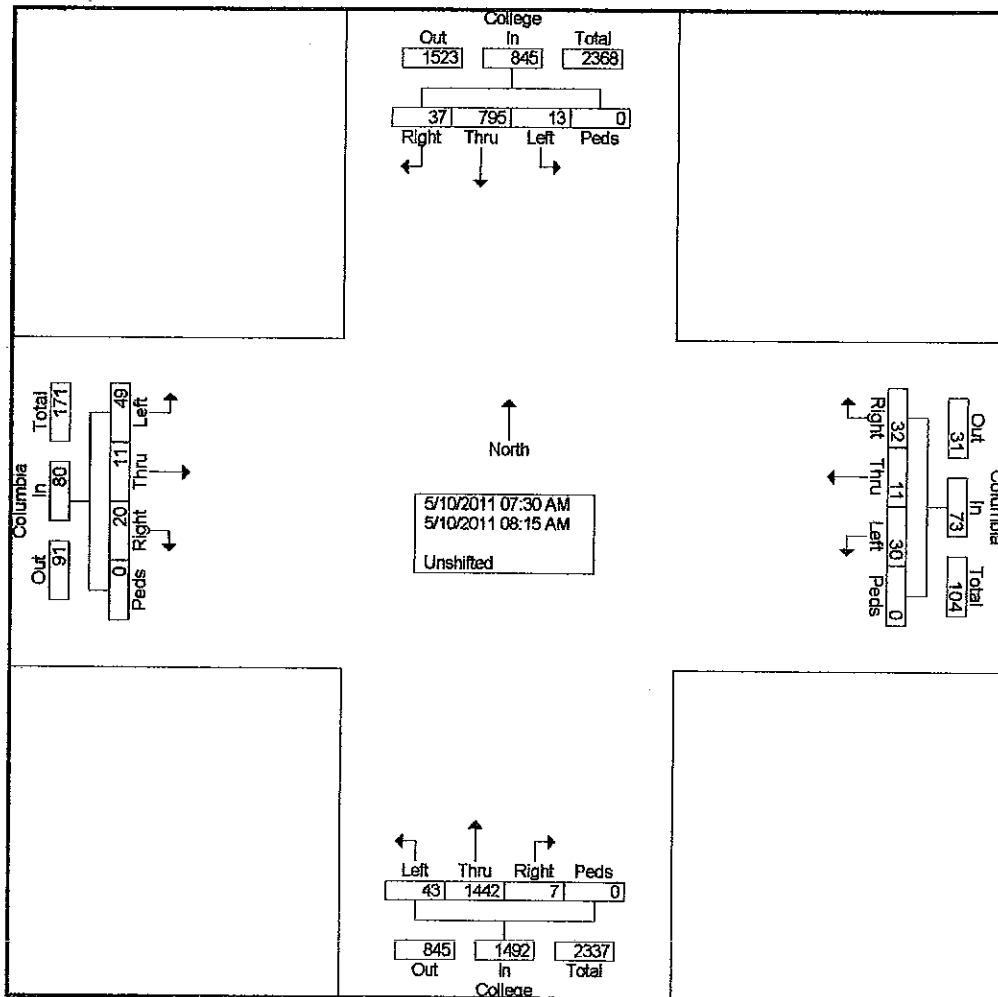 College
Out In Total
1523 845 2368
37 795 13 0
Right Thru Left Peds
Total In Out
171 80 91
Columbia
49 11 20 0
Left Thru Right Peds
North
5/10/2011 07:30 AM
5/10/2011 08:15 AM
Unshifted
Right Thru Left Peds
32 11 30 0
Out In Total
31 73 104
Columbia
Left Thru Right Peds
43 1442 7 0
845 1492 2337
Out In Total
College